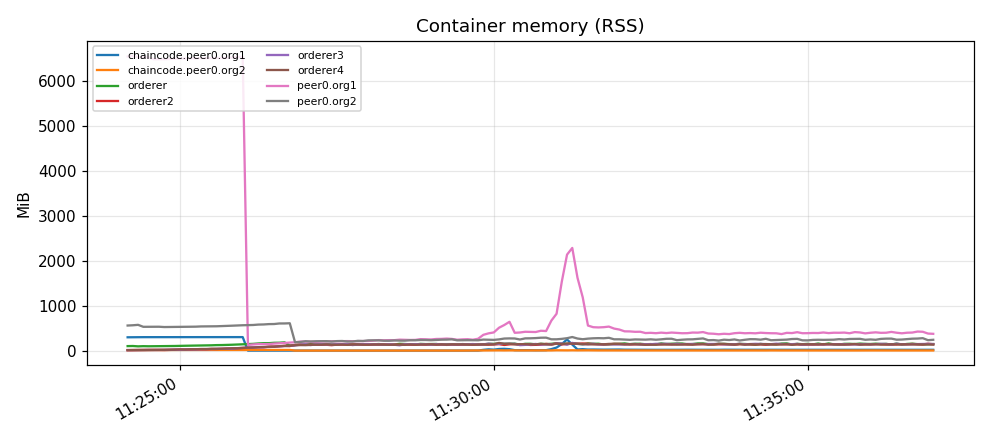 Container memory (RSS)
chaincode.peer0.org1
chaincode.peer0.org2
orderer
orderer2
orderer3
orderer4
peer0.org1
peer0.org2
MiB
6000
5000
4000
3000
2000
1000
0
11:25:00
11:30:00
11:35:00